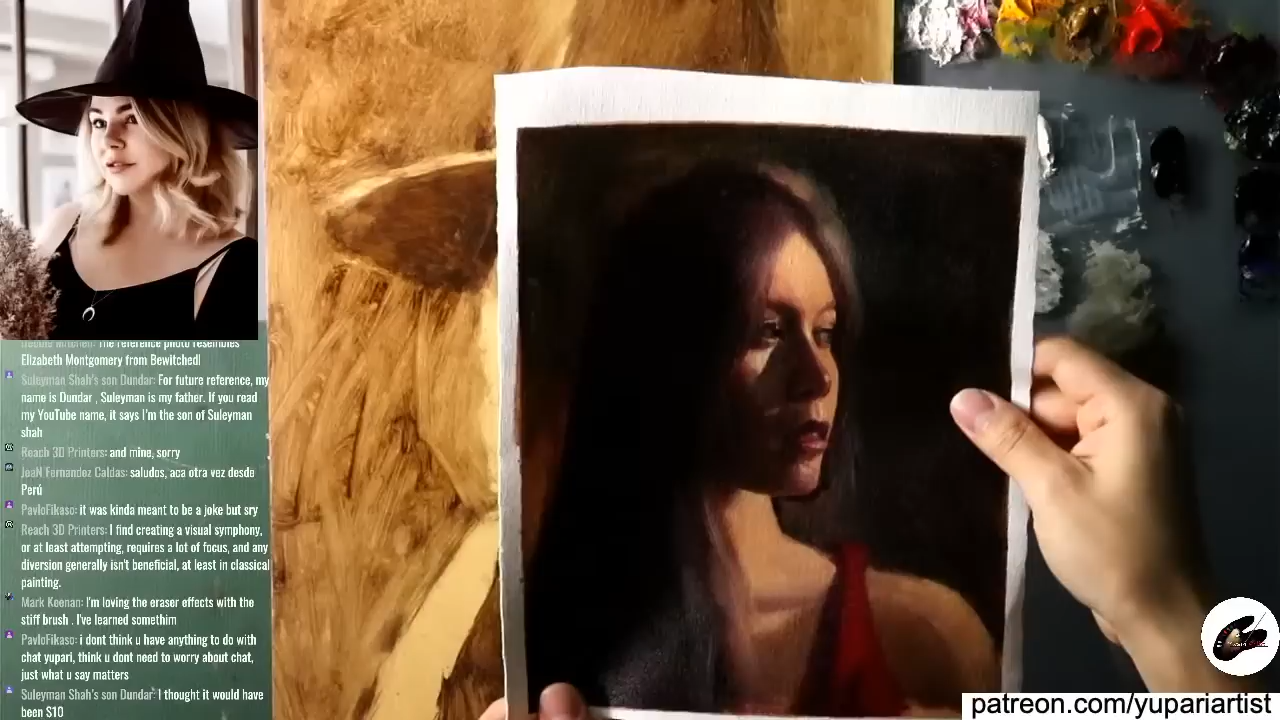 The reference photo resembles
Elizabeth Montgomery from Bewitched!
Suleyman Shah's son Dundar: For future reference, my
name is Dundar , Suleyman is my father. If you read
my YouTube name, it says I'm the son of Suleyman
shah
Reach 3D Printers: and mine, sorry
JeaN Fernandez Caldas: saludos, aca otra vez desde
Perú
PavloFikaso: it was kinda meant to be a joke but sry
Reach 3D Printers: I find creating a visual symphony,
or at least attempting, requires a lot of focus, and any
diversion generally isn't beneficial, at least in classical
painting.
Mark Keenan: I'm loving the eraser effects with the
stiff brush . I've learned somethim
PavloFikaso: i dont think u have anything to do with
chat yupari, think u dont need to worry about chat,
just what u say matters
Suleyman Shah's son Dundar: I thought it would have
been $10
patreon.com/yupariartist